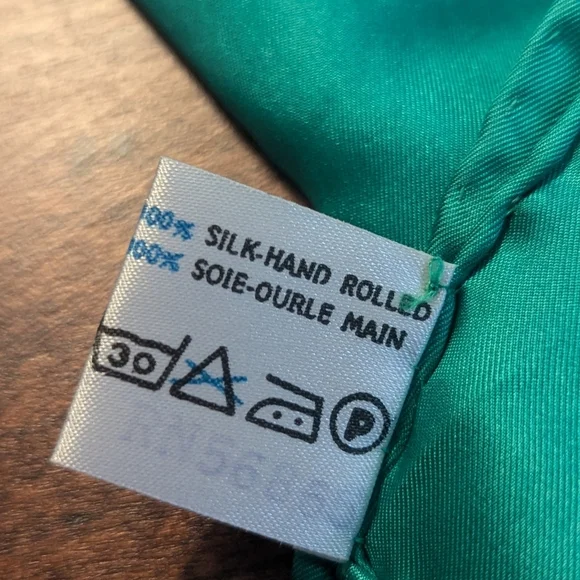 100% SILK-HAND ROLLED
100% SOIE-OURLE MAIN
30 P